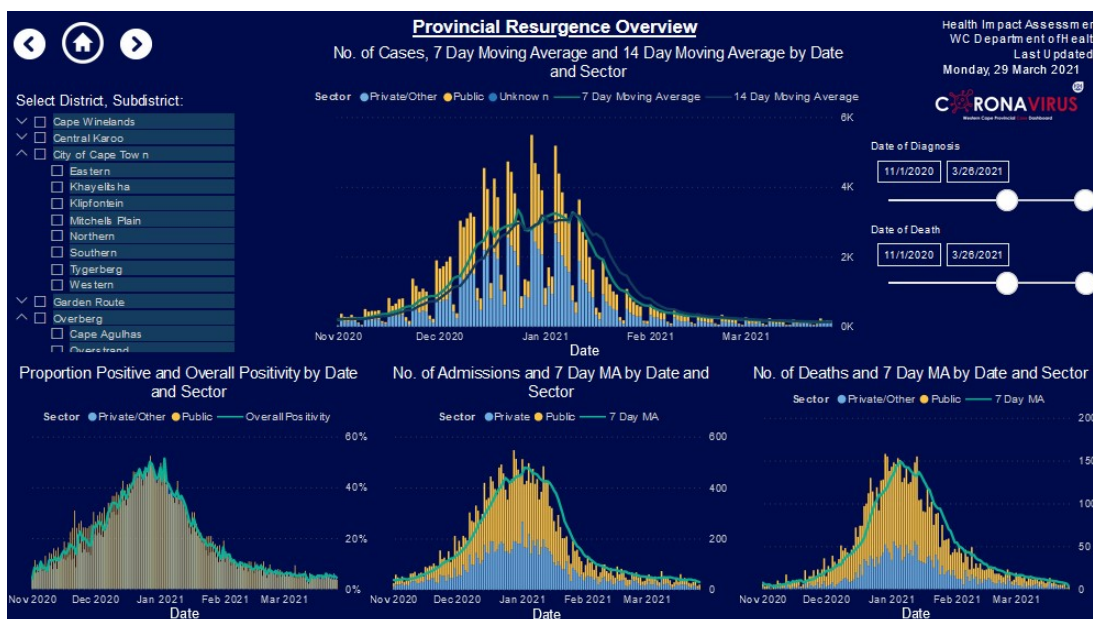 Provincial Resurgence Overview
No. of Cases, 7 Day Moving Average and 14 Day Moving Average by Date
and Sector
Sector Private/Other Public Unknown 7 Day Moving Average 14 Day Moving Average
6K
4K
2K
0K
Nov 2020 Dec 2020 Jan 2021 Feb 2021 Mar 2021
Date
Health Impact Assessmen
WC Department of Healt
Last Updated
Monday, 29 March 2021
CORONAVIRUS
Western Cape Provincial Dashboard
Select District, Subdistrict:
Cape Winelands
Central Karoo
City of Cape Town
Eastern
Khayelitsha
Klipfontein
Mitchells Plain
Northern
Southern
Tygerberg
Western
Garden Route
Overberg
Cape Agulhas
Overstrand
Date of Diagnosis
11/1/2020 3/26/2021
Date of Death
11/1/2020 3/26/2021
Proportion Positive and Overall Positivity by Date
and Sector
Sector Private/Other Public Overall Positivity
60%
40%
20%
0%
Nov 2020 Dec 2020 Jan 2021 Feb 2021 Mar 2021
Date
No. of Admissions and 7 Day MA by Date and
Sector
Sector Private Public 7 Day MA
600
400
200
0
Nov 2020 Dec 2020 Jan 2021 Feb 2021 Mar 2021
Date
No. of Deaths and 7 Day MA by Date and Sector
Sector Private/Other Public 7 Day MA
200
150
100
50
0
Nov 2020 Dec 2020 Jan 2021 Feb 2021 Mar 2021
Date